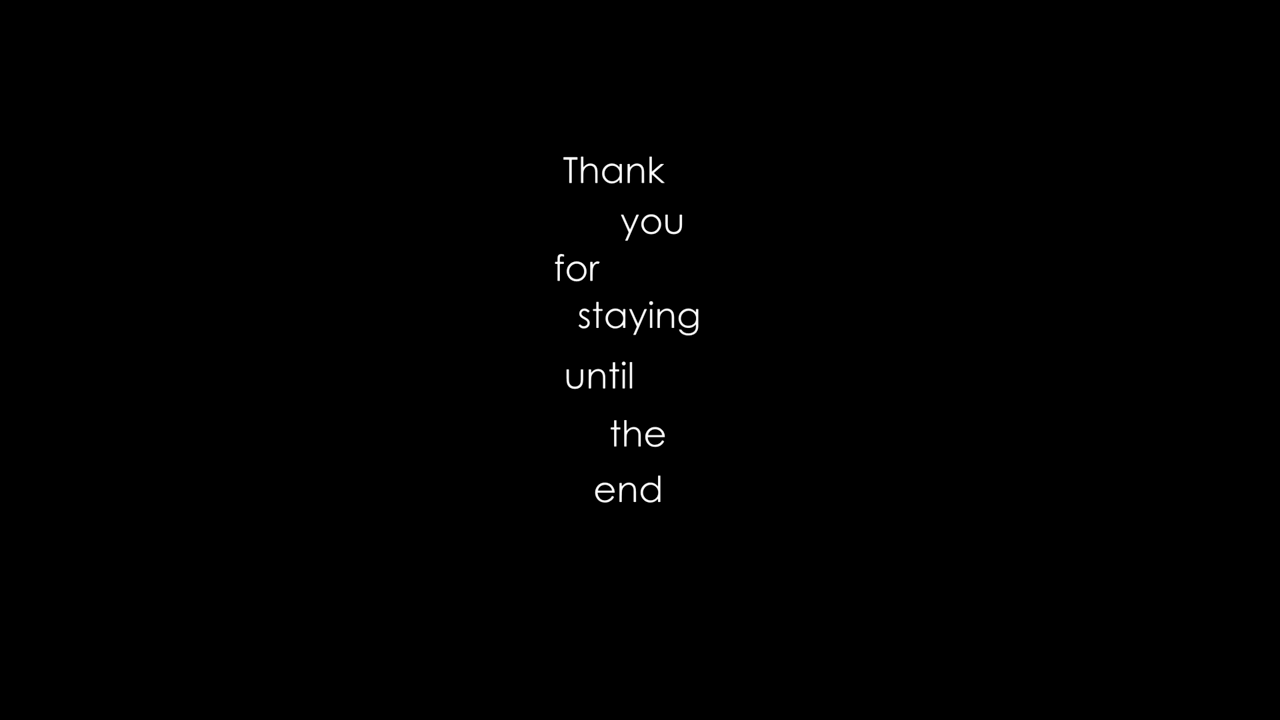 Thank
you
for
staying
until
the
end